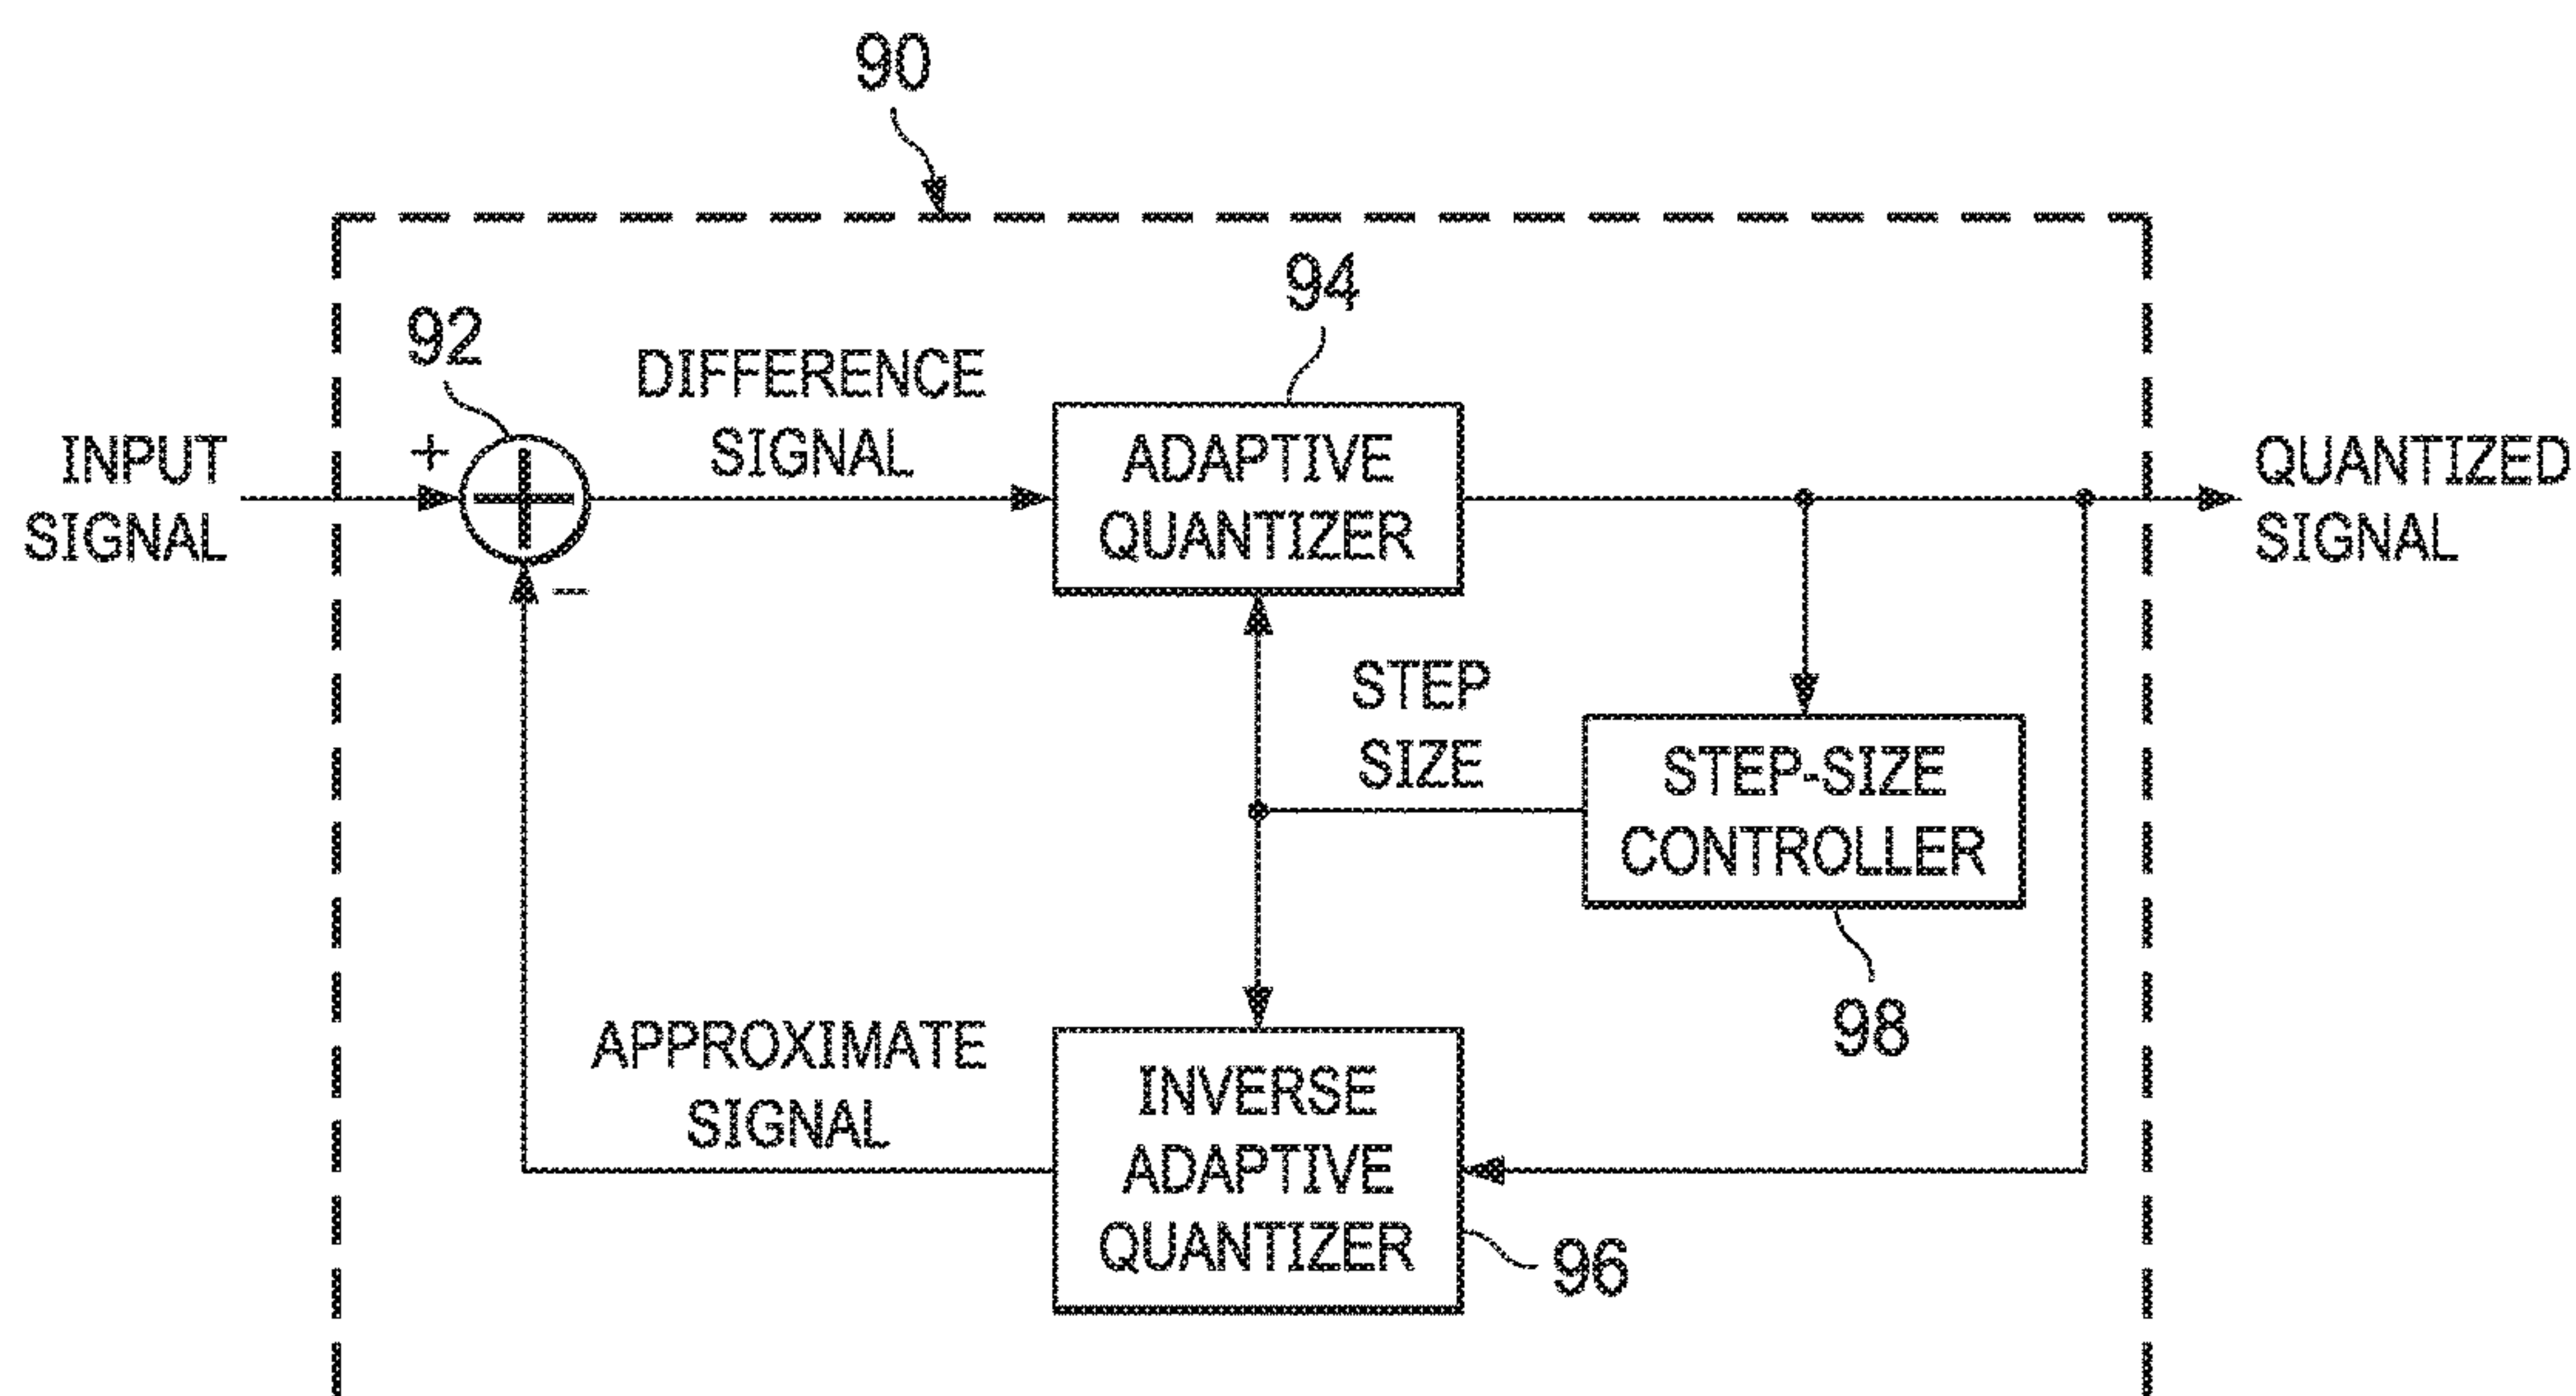 90
94
92
DIFFERENCE
SIGNAL
INPUT
SIGNAL
+
ADAPTIVE
QUANTIZER
QUANTIZED
SIGNAL
−
STEP
SIZE
STEP-SIZE
CONTROLLER
98
APPROXIMATE
SIGNAL
INVERSE
ADAPTIVE
QUANTIZER
96